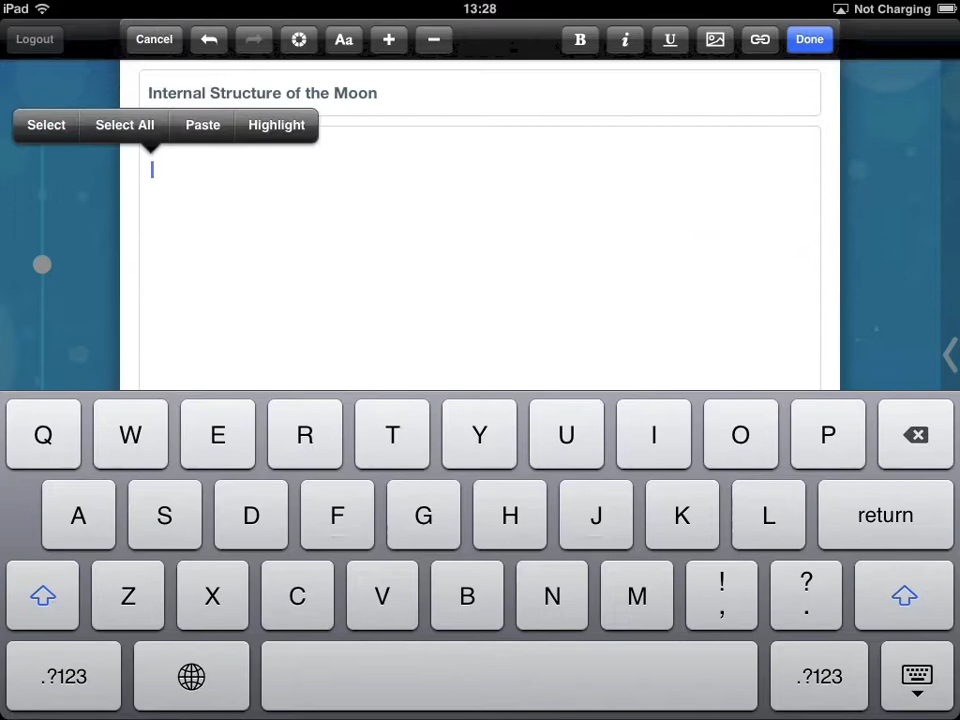 iPad 13:28 Not Charging
Logout Cancel Aa + − B i U Done
Internal Structure of the Moon
Select Select All Paste Highlight
Q W E R T Y U I O P
A S D F G H J K L return
Z X C V B N M ! , ? .
.?123 .?123